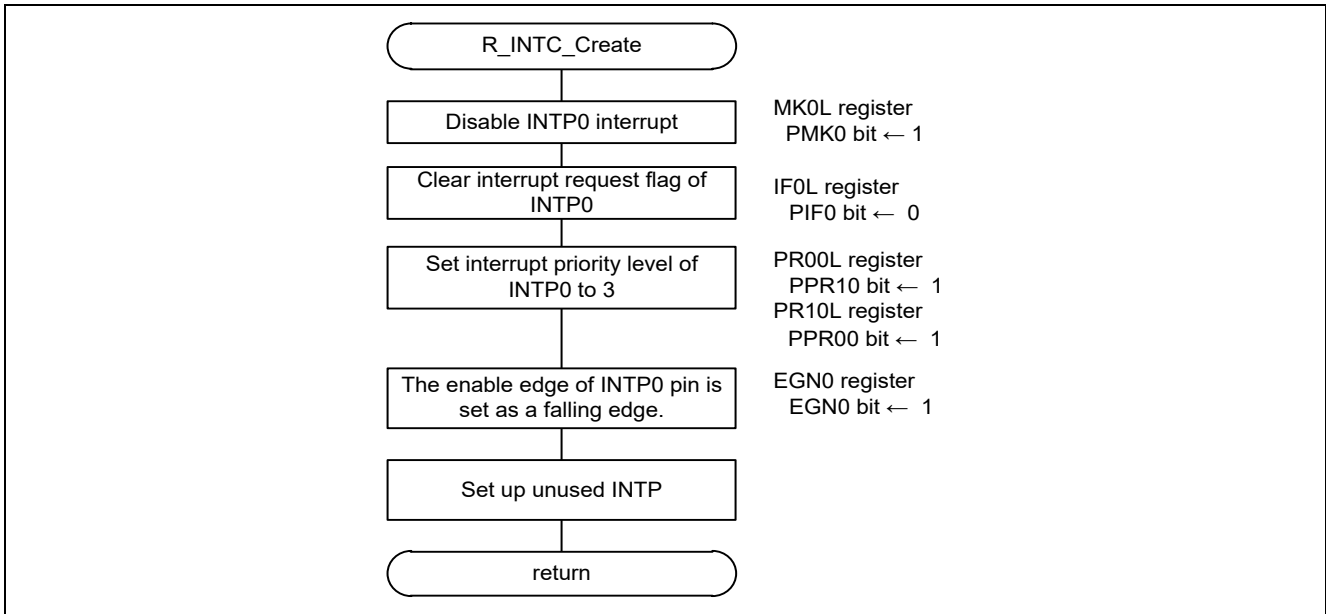 R_INTC_Create
Disable INTP0 interrupt
MK0L register
PMK0 bit ← 1
Clear interrupt request flag of
INTP0
IF0L register
PIF0 bit ← 0
Set interrupt priority level of
INTP0 to 3
PR00L register
PPR10 bit ← 1
PR10L register
PPR00 bit ← 1
The enable edge of INTP0 pin is
set as a falling edge.
EGN0 register
EGN0 bit ← 1
Set up unused INTP
return